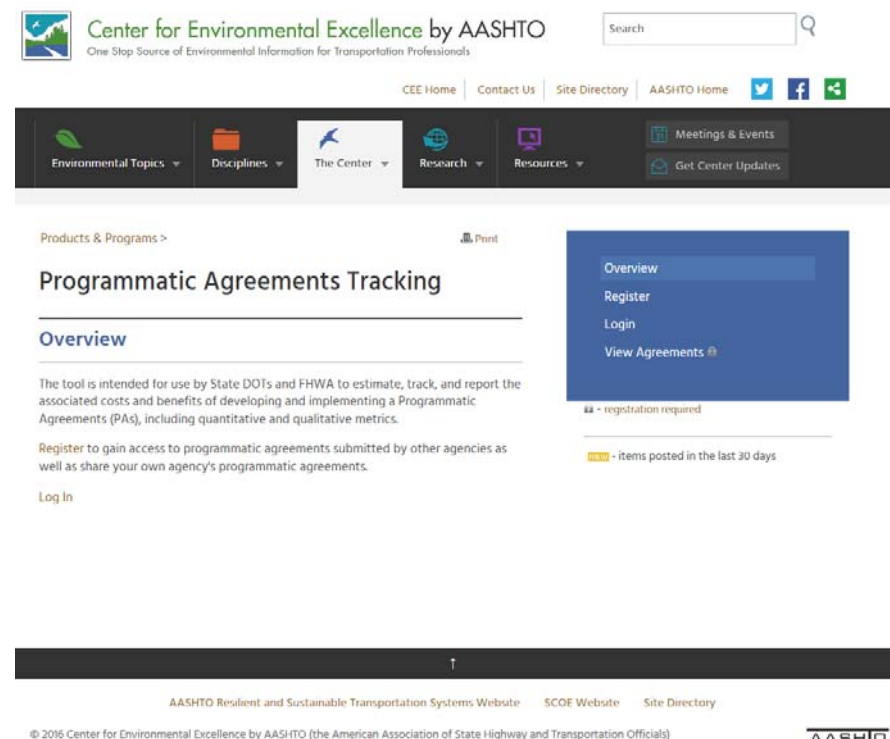 Center for Environmental Excellence by AASHTO
One Stop Source of Environmental Information for Transportation Professionals
Search
CEE Home
Contact Us
Site Directory
AASHTO Home
Environmental Topics
Disciplines
The Center
Research
Resources
Meetings & Events
Get Center Updates
Products & Programs >
Print
Programmatic Agreements Tracking
Overview
The tool is intended for use by State DOTs and FHWA to estimate, track, and report the
associated costs and benefits of developing and implementing a Programmatic
Agreements (PAs), including quantitative and qualitative metrics.
Register to gain access to programmatic agreements submitted by other agencies as
well as share your own agency's programmatic agreements.
Log In
Overview
Register
Login
View Agreements
- registration required
NEW - items posted in the last 30 days
↑
AASHTO Resilient and Sustainable Transportation Systems Website
SCOE Website
Site Directory
© 2016 Center for Environmental Excellence by AASHTO (the American Association of State Highway and Transportation Officials)
AASHTO